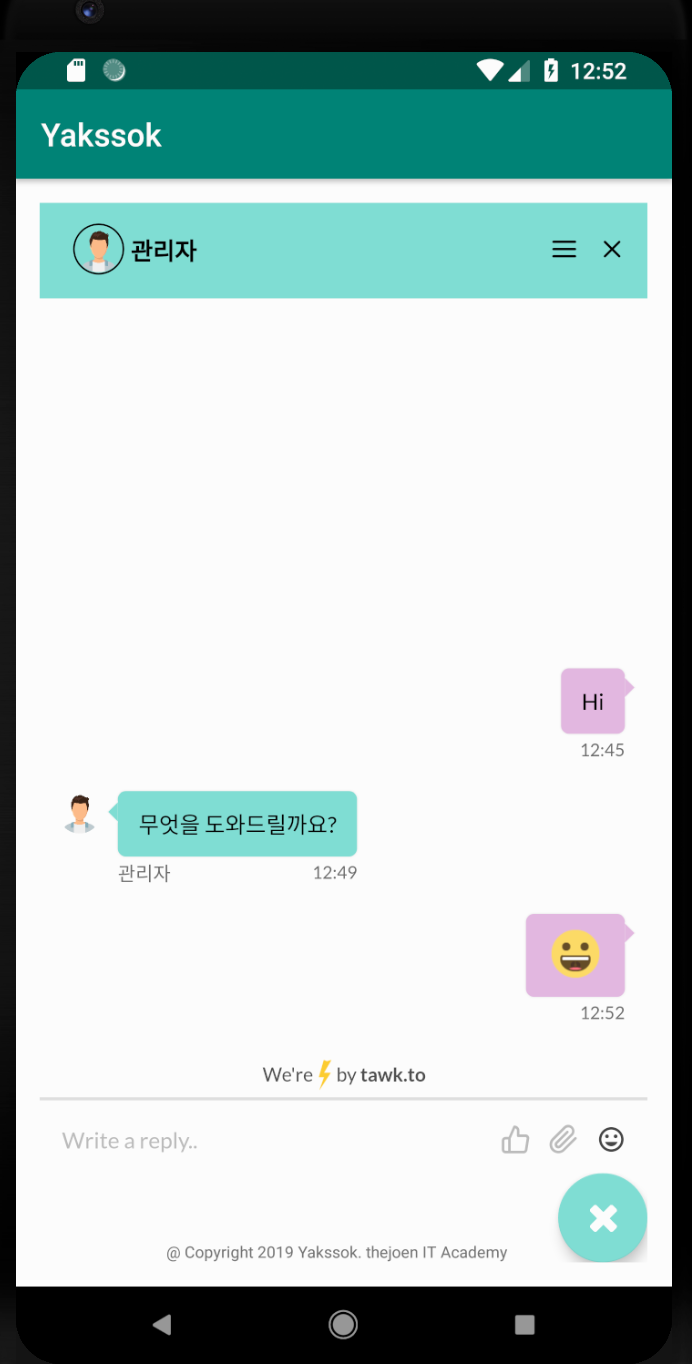 12:52
Yakssok
관리자
Hi
12:45
무엇을 도와드릴까요?
관리자 12:49
12:52
We're by tawk.to
Write a reply..
@ Copyright 2019 Yakssok. thejoen IT Academy